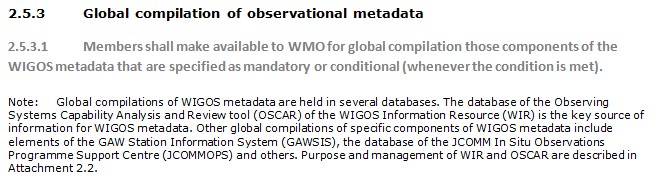 2.5.3 Global compilation of observational metadata
2.5.3.1 Members shall make available to WMO for global compilation those components of the
WIGOS metadata that are specified as mandatory or conditional (whenever the condition is met).
Note: Global compilations of WIGOS metadata are held in several databases. The database of the Observing
Systems Capability Analysis and Review tool (OSCAR) of the WIGOS Information Resource (WIR) is the key source of
information for WIGOS metadata. Other global compilations of specific components of WIGOS metadata include
elements of the GAW Station Information System (GAWSIS), the database of the JCOMM In Situ Observations
Programme Support Centre (JCOMMOPS) and others. Purpose and management of WIR and OSCAR are described in
Attachment 2.2.